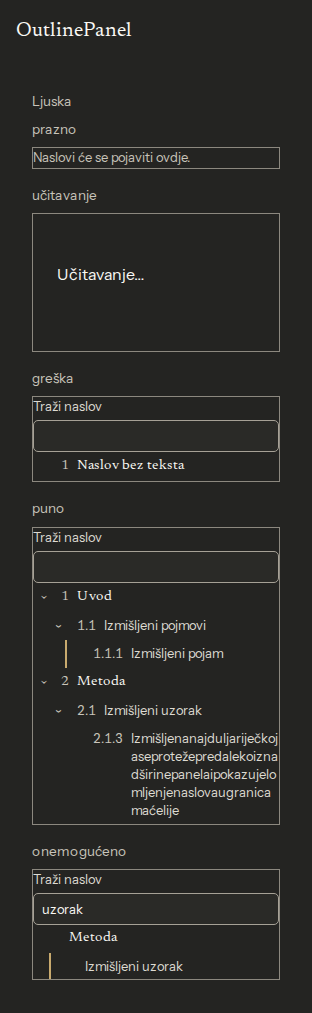 OutlinePanel
Ljuska
prazno
Naslovi će se pojaviti ovdje.
učitavanje
Učitavanje…
greška
Traži naslov
1 Naslov bez teksta
puno
Traži naslov
1 Uvod
1.1 Izmišljeni pojmovi
1.1.1 Izmišljeni pojam
2 Metoda
2.1 Izmišljeni uzorak
2.1.3 Izmišljenanajduljariječkoj
aseprotežepredalekoizna
dširinepanelaipokazujelo
mljenjenaslovaugranica
maćelije
onemogućeno
Traži naslov
uzorak
Metoda
Izmišljeni uzorak